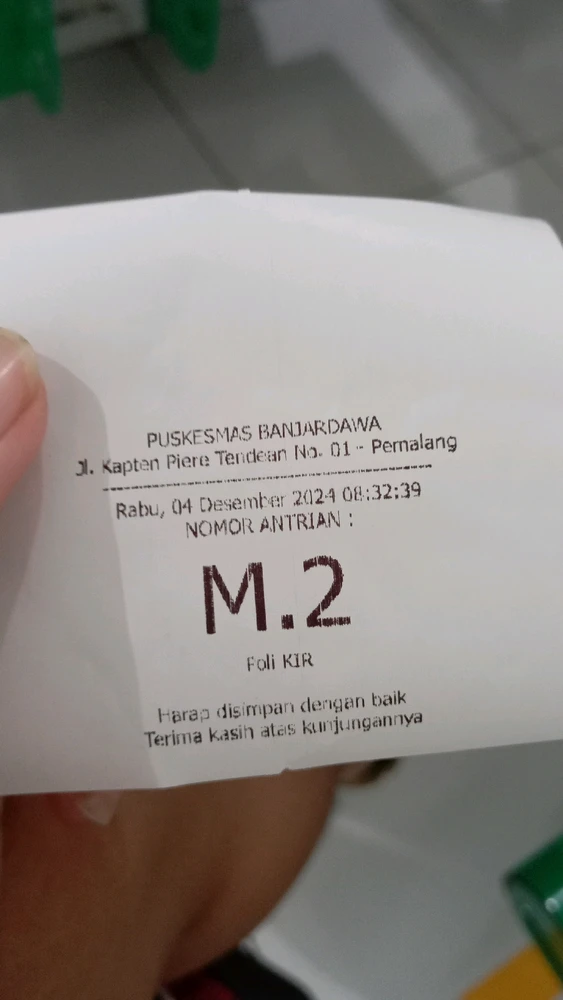 PUSKESMAS BANJARDAWA
Jl. Kapten Piere Tendean No. 01 - Pemalang
Rabu, 04 Desember 2024 08:32:39
NOMOR ANTRIAN :
M.2
Poli KIR
Harap disimpan dengan baik
Terima kasih atas kunjungannya